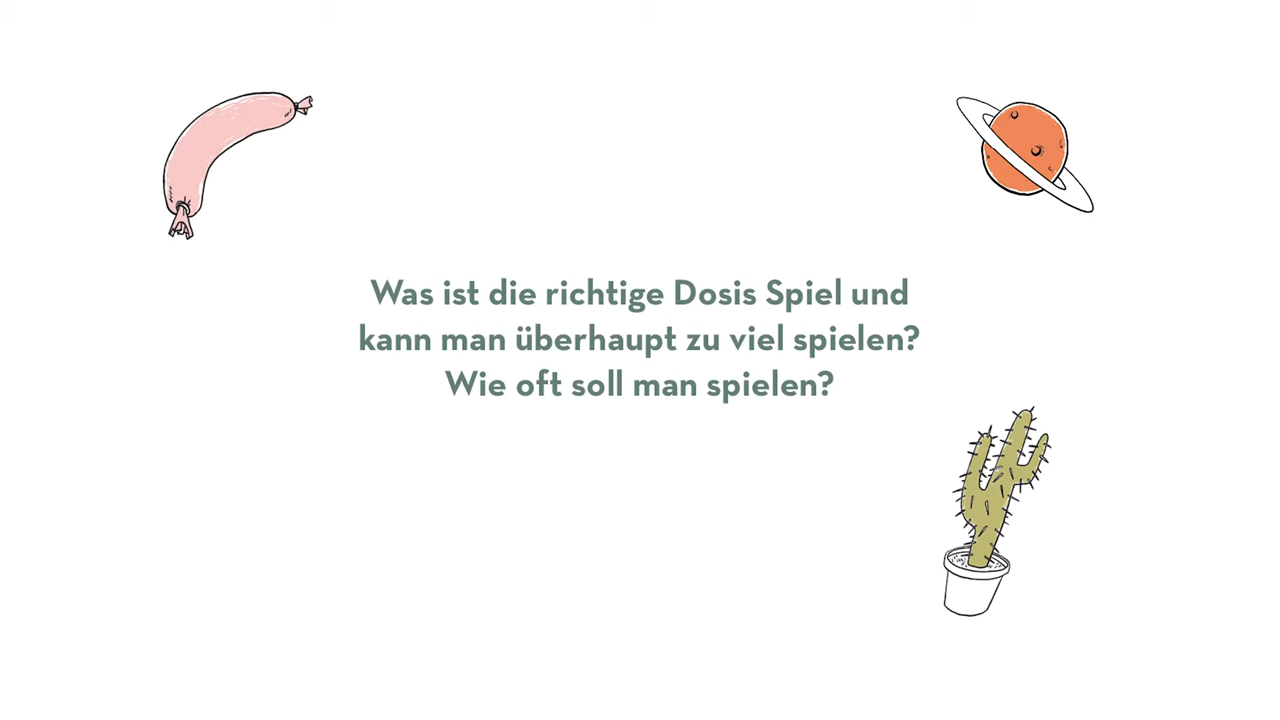 Was ist die richtige Dosis Spiel und
kann man überhaupt zu viel spielen?
Wie oft soll man spielen?